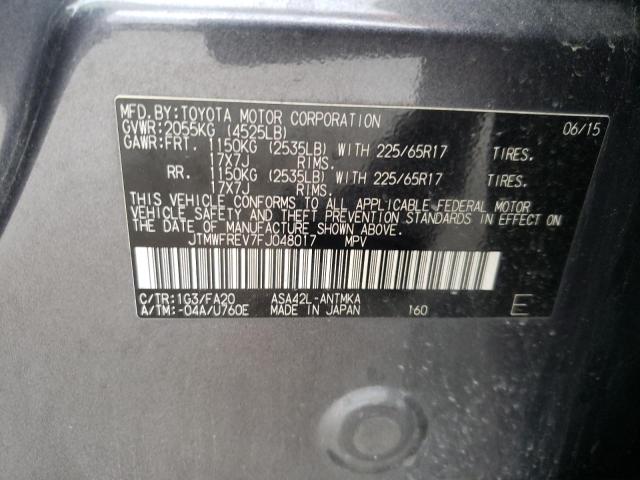 MFD.BY:TOYOTA MOTOR CORPORATION 06/15
GVWR:2055KG (4525LB)
GAWR:FRT. 1150KG (2535LB) WITH 225/65R17 TIRES.
17X7J RIMS.
RR. 1150KG (2535LB) WITH 225/65R17 TIRES.
17X7J RIMS.
THIS VEHICLE CONFORMS TO ALL APPLICABLE FEDERAL MOTOR
VEHICLE SAFETY AND THEFT PREVENTION STANDARDS IN EFFECT ON
THE DATE OF MANUFACTURE SHOWN ABOVE.
JTMWFREV7FJ048017 MPV
C/TR:1G3/FA20 ASA42L-ANTMKA
A/TM:-04A/U760E MADE IN JAPAN 160 E